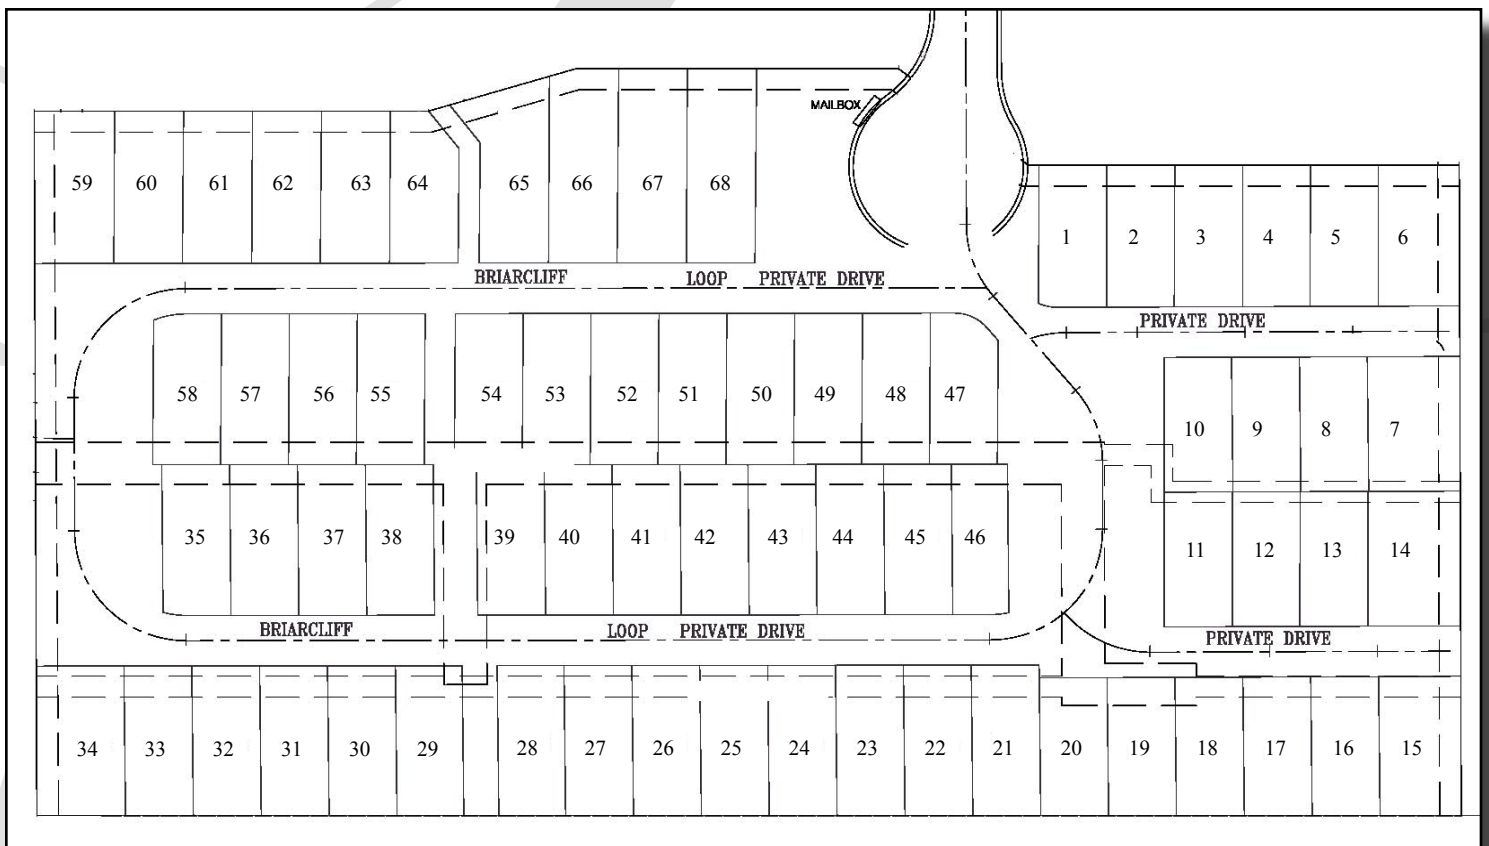 MAILBOX
59 60 61 62 63 64 65 66 67 68
1 2 3 4 5 6
BRIARCLIFF LOOP PRIVATE DRIVE
PRIVATE DRIVE
58 57 56 55 54 53 52 51 50 49 48 47
10 9 8 7
35 36 37 38 39 40 41 42 43 44 45 46
11 12 13 14
BRIARCLIFF LOOP PRIVATE DRIVE
PRIVATE DRIVE
34 33 32 31 30 29 28 27 26 25 24 23 22 21 20 19 18 17 16 15